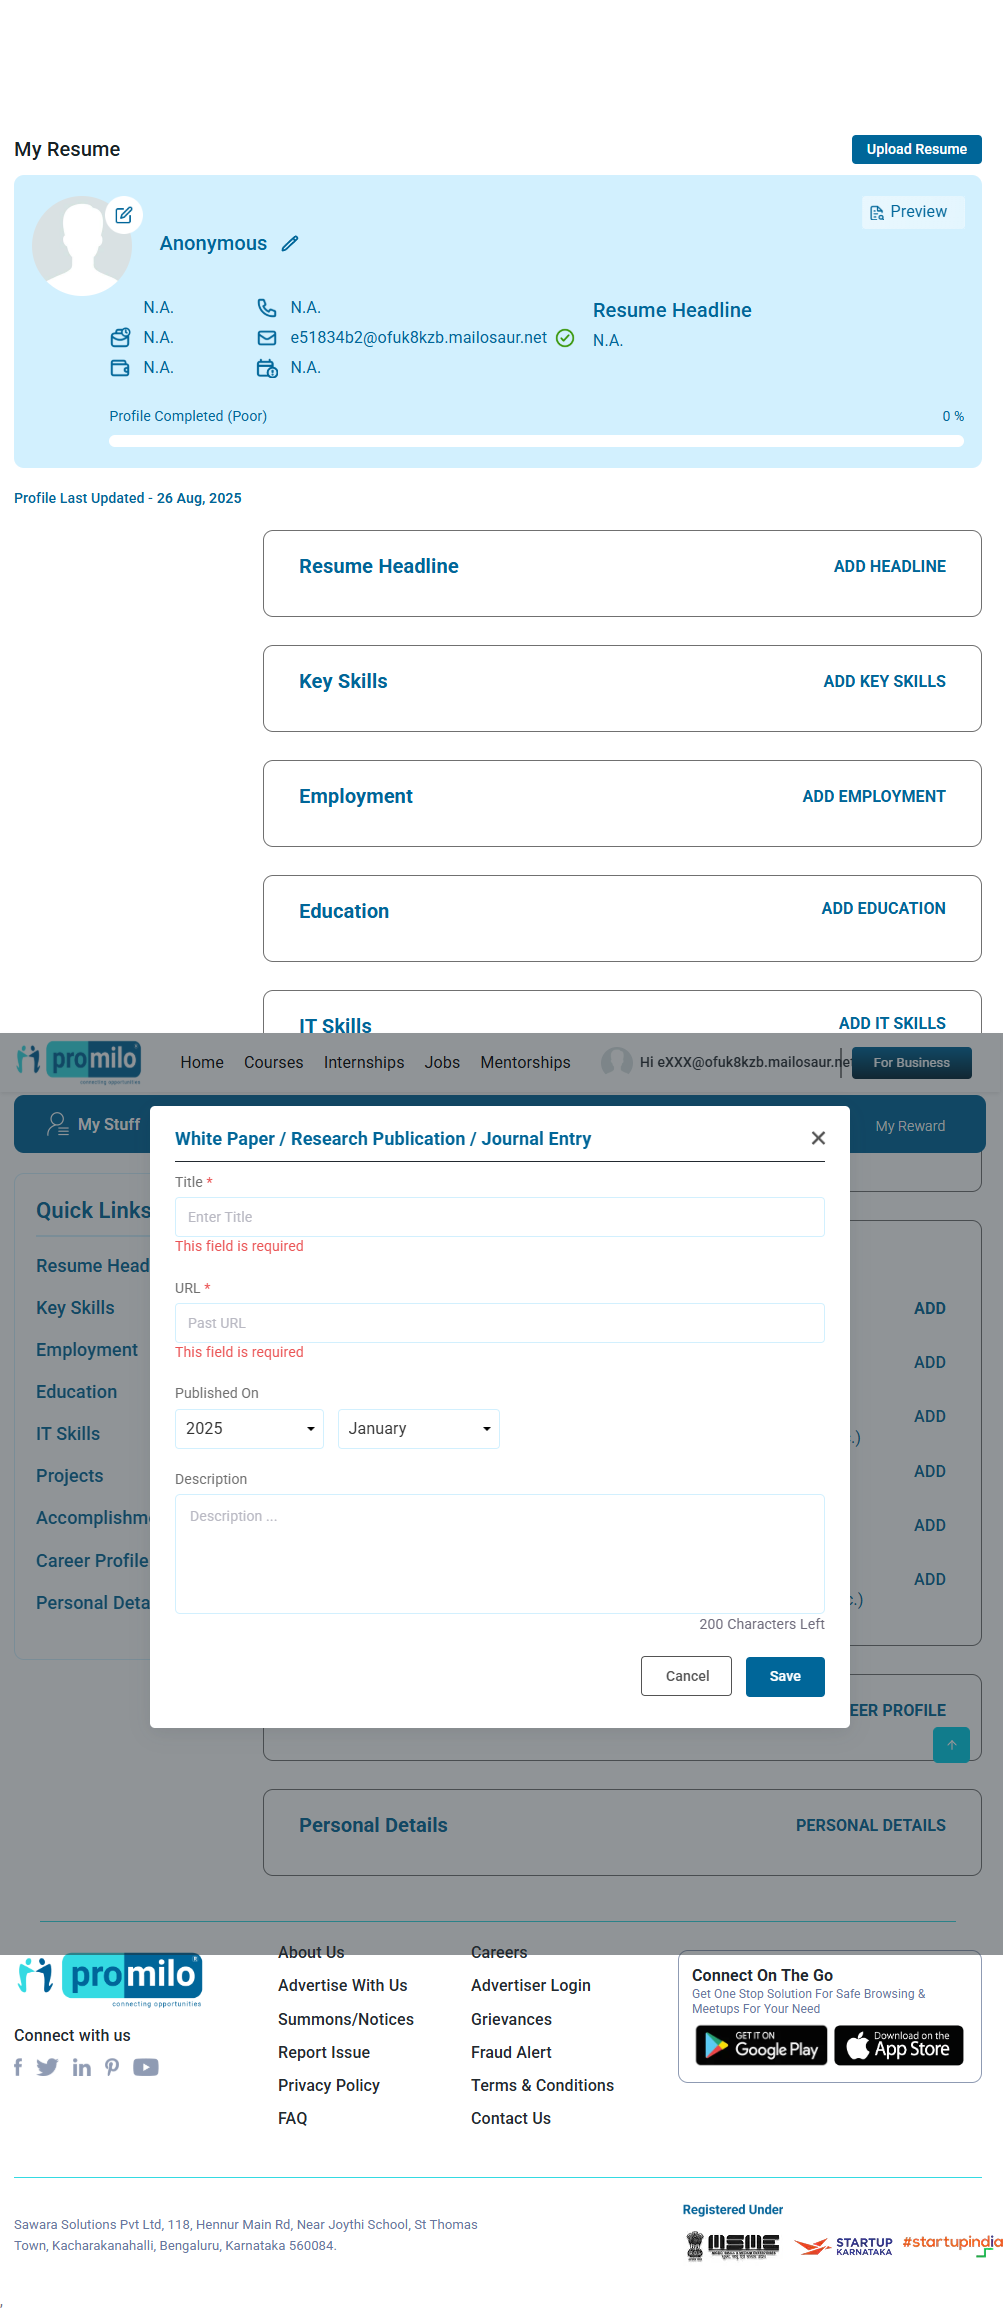 My Resume
Upload Resume
Preview
Anonymous
N.A.
N.A.
Resume Headline
N.A.
e51834b2@ofuk8kzb.mailosaur.net
N.A.
N.A.
N.A.
Profile Completed (Poor)
0 %
Profile Last Updated - 26 Aug, 2025
Resume Headline
ADD HEADLINE
Key Skills
ADD KEY SKILLS
Employment
ADD EMPLOYMENT
Education
ADD EDUCATION
IT Skills
ADD IT SKILLS
promilo
connecting opportunities
Home
Courses
Internships
Jobs
Mentorships
Hi eXXX@ofuk8kzb.mailosaur.net
For Business
My Stuff
My Reward
White Paper / Research Publication / Journal Entry
Title *
Enter Title
This field is required
URL *
Past URL
This field is required
Published On
2025
January
Description
Description ...
200 Characters Left
Cancel
Save
Quick Links
Resume Head
Key Skills
Employment
Education
IT Skills
Projects
Accomplishm
Career Profile
Personal Deta
ADD
ADD
ADD
.)
ADD
ADD
ADD
c.)
EER PROFILE
Personal Details
PERSONAL DETAILS
promilo
connecting opportunities
Connect with us
About Us
Advertise With Us
Summons/Notices
Report Issue
Privacy Policy
FAQ
Careers
Advertiser Login
Grievances
Fraud Alert
Terms & Conditions
Contact Us
Connect On The Go
Get One Stop Solution For Safe Browsing &
Meetups For Your Need
GET IT ON
Google Play
Download on the
App Store
Sawara Solutions Pvt Ltd, 118, Hennur Main Rd, Near Joythi School, St Thomas
Town, Kacharakanahalli, Bengaluru, Karnataka 560084.
Registered Under
MSME
STARTUP
KARNATAKA
#startupindia
,